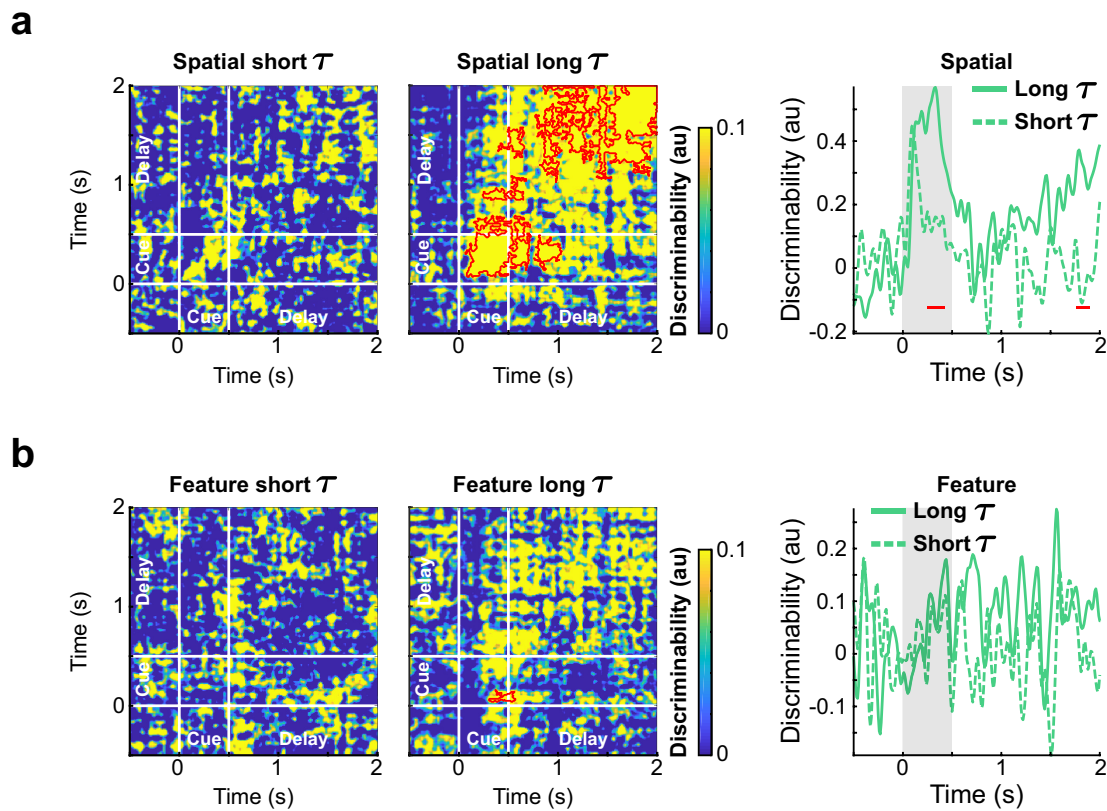 a
Spatial short τ
Spatial long τ
Spatial
Time (s)
2
1
0
Delay
Cue
Cue
Delay
0
1
2
Time (s)
Delay
Cue
Cue
Delay
0
1
2
Time (s)
Discriminability (au)
0.1
0
Discriminability (au)
Long τ
Short τ
0.4
0.2
0
-0.2
0
1
2
Time (s)
b
Feature short τ
Feature long τ
Feature
Time (s)
2
1
0
Delay
Cue
Cue
Delay
0
1
2
Time (s)
Delay
Cue
Cue
Delay
0
1
2
Time (s)
Discriminability (au)
0.1
0
Discriminability (au)
Long τ
Short τ
0.2
0.1
0
-0.1
0
1
2
Time (s)